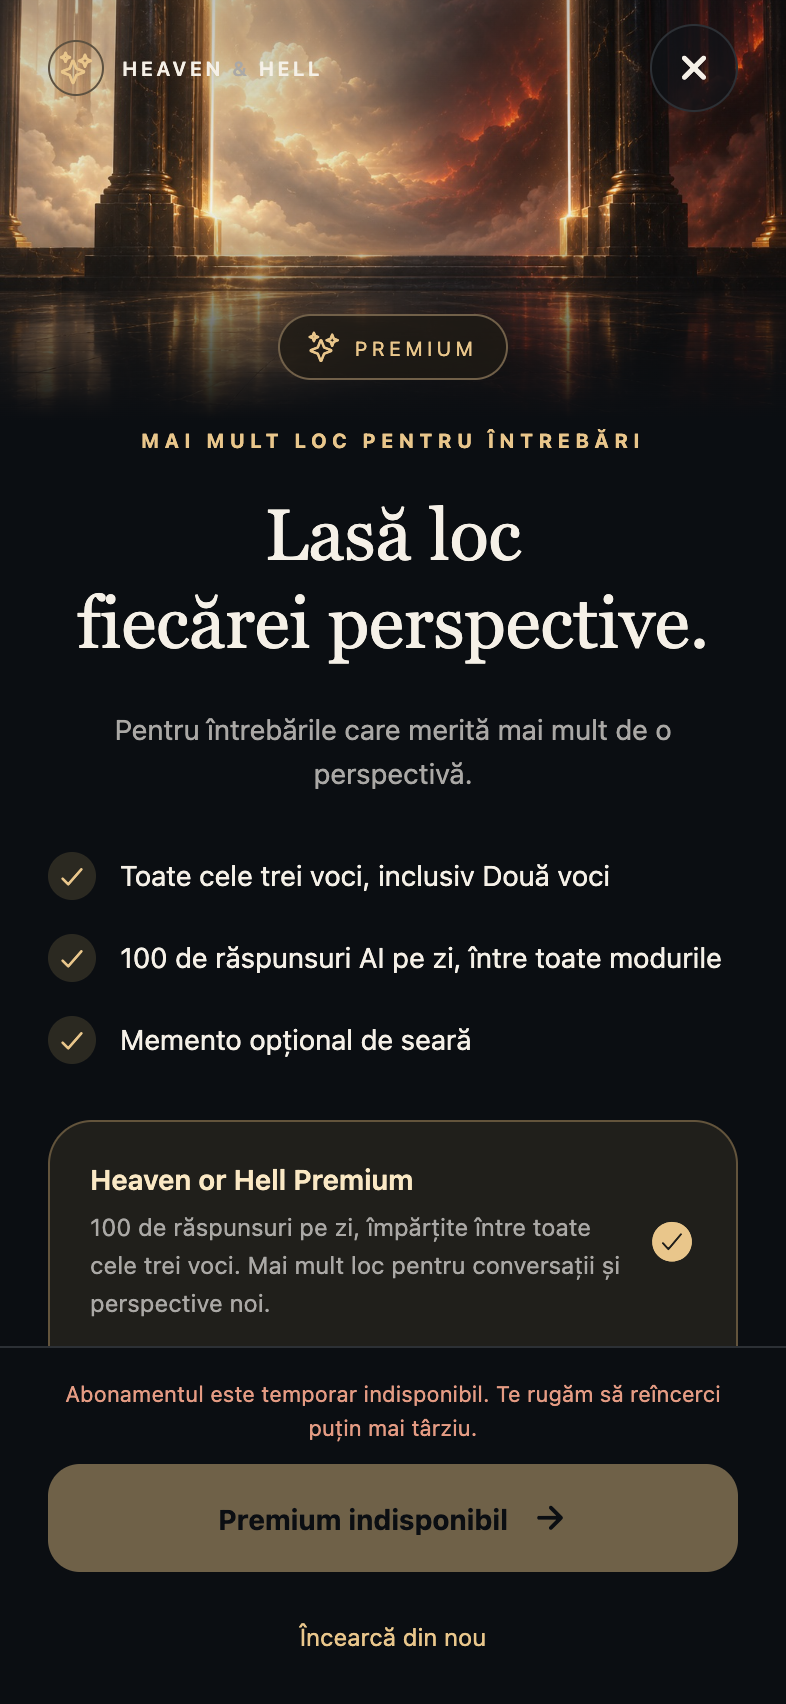 HEAVEN & HELL
PREMIUM
MAI MULT LOC PENTRU ÎNTREBĂRI
Lasă loc
fiecărei perspective.
Pentru întrebările care merită mai mult de o
perspectivă.
Toate cele trei voci, inclusiv Două voci
100 de răspunsuri AI pe zi, între toate modurile
Memento opțional de seară
Heaven or Hell Premium
100 de răspunsuri pe zi, împărțite între toate
cele trei voci. Mai mult loc pentru conversații și
perspective noi.
Abonamentul este temporar indisponibil. Te rugăm să reîncerci
puțin mai târziu.
Premium indisponibil
Încearcă din nou